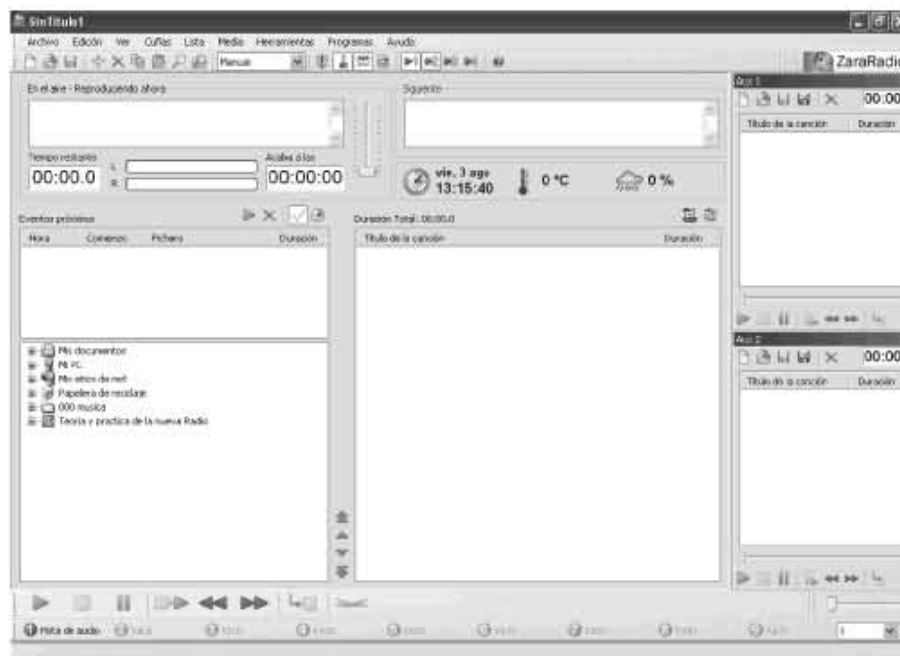 SinTitulo1
Archivo Edición Ver Cuñas Lista Media Herramientas Programas Ayuda
Manual
ZaraRadio
En el aire - Reproduciendo ahora
Siguiente -
Tiempo restante
00:00.0
L
R
Acaba a las
00:00:00
vie. 3 ago
13:15:40
0 ºC
0 %
Eventos próximos
Hora Comienzo Fichero Duración
Mis documentos
Mi PC
Mis sitios de red
Papelera de reciclaje
000 musica
Teoria y practica de la nueva Radio
Duración Total: 00:00.0
Título de la canción Duración
Aux 1
00:00
Título de la canción Duración
Aux 2
00:00
Título de la canción Duración
1 Pista de audio